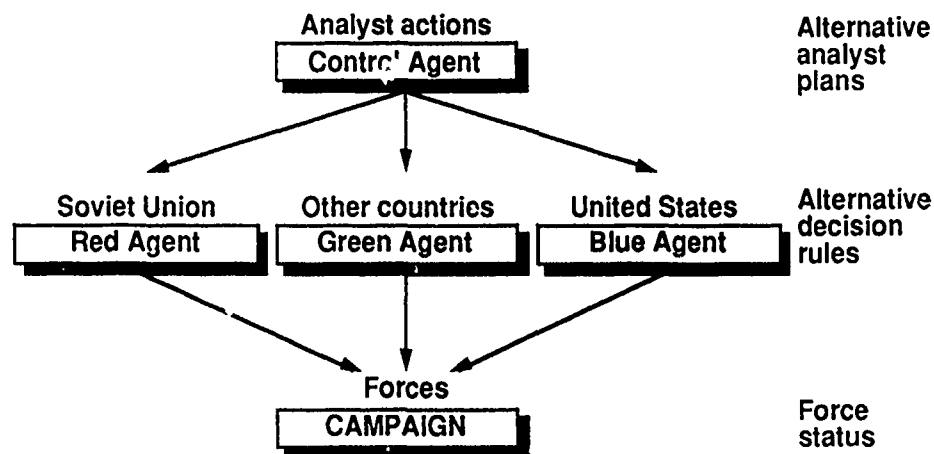 Analyst actions
Control Agent
Alternative
analyst
plans
Soviet Union
Red Agent
Other countries
Green Agent
United States
Blue Agent
Alternative
decision
rules
Forces
CAMPAIGN
Force
status